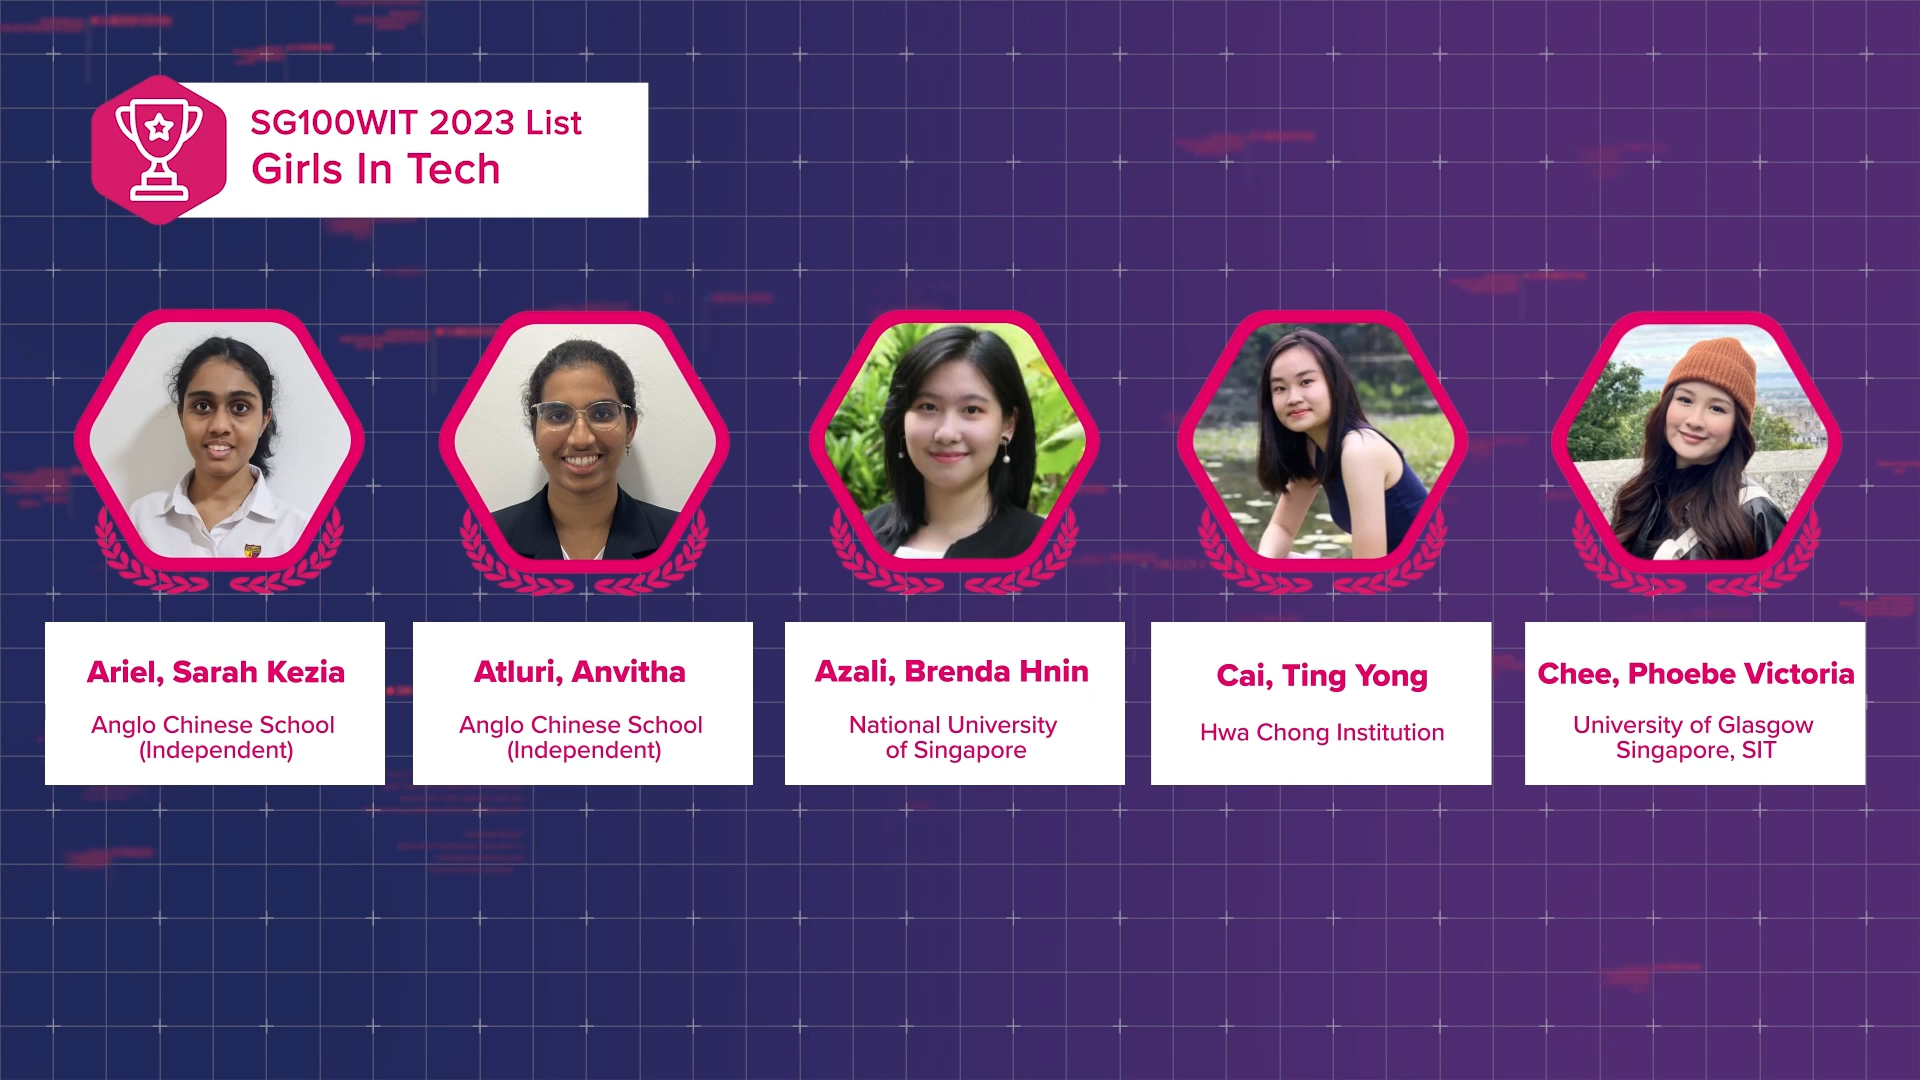 SG100WIT 2023 List
Girls In Tech
Ariel, Sarah Kezia
Anglo Chinese School
(Independent)
Atluri, Anvitha
Anglo Chinese School
(Independent)
Azali, Brenda Hnin
National University
of Singapore
Cai, Ting Yong
Hwa Chong Institution
Chee, Phoebe Victoria
University of Glasgow
Singapore, SIT